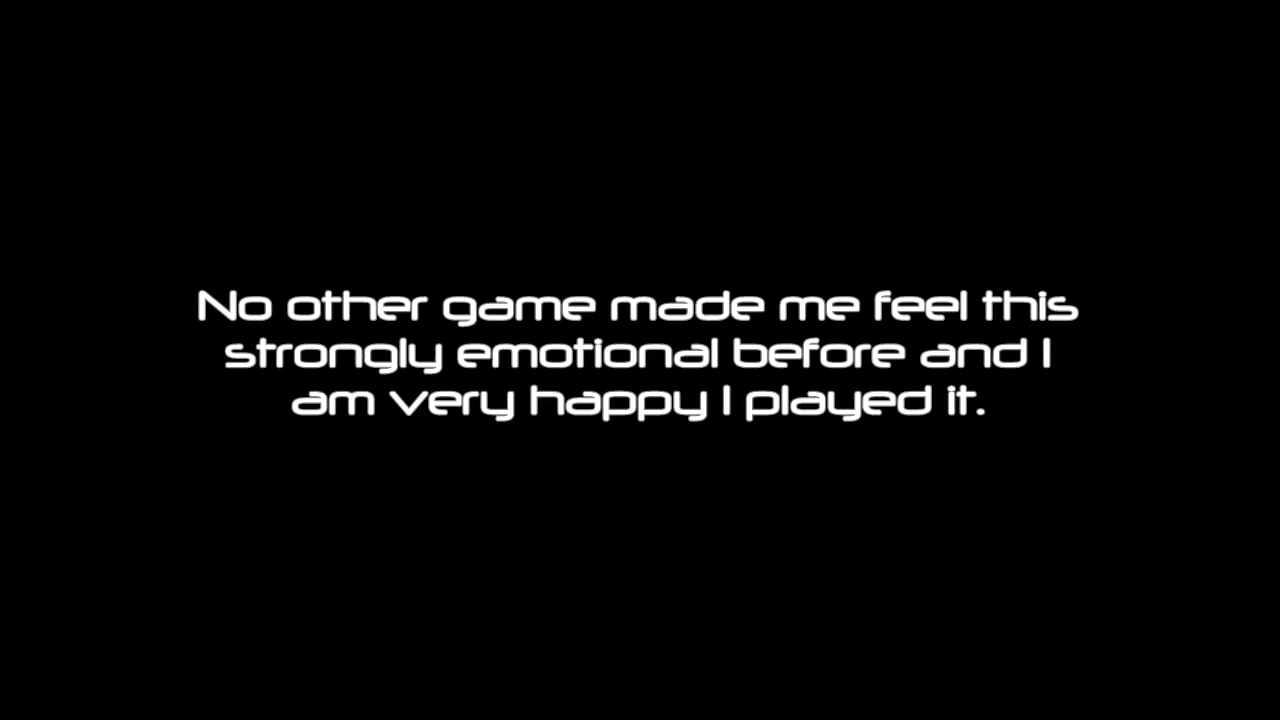 No other game made me feel this
strongly emotional before and I
am very happy I played it.